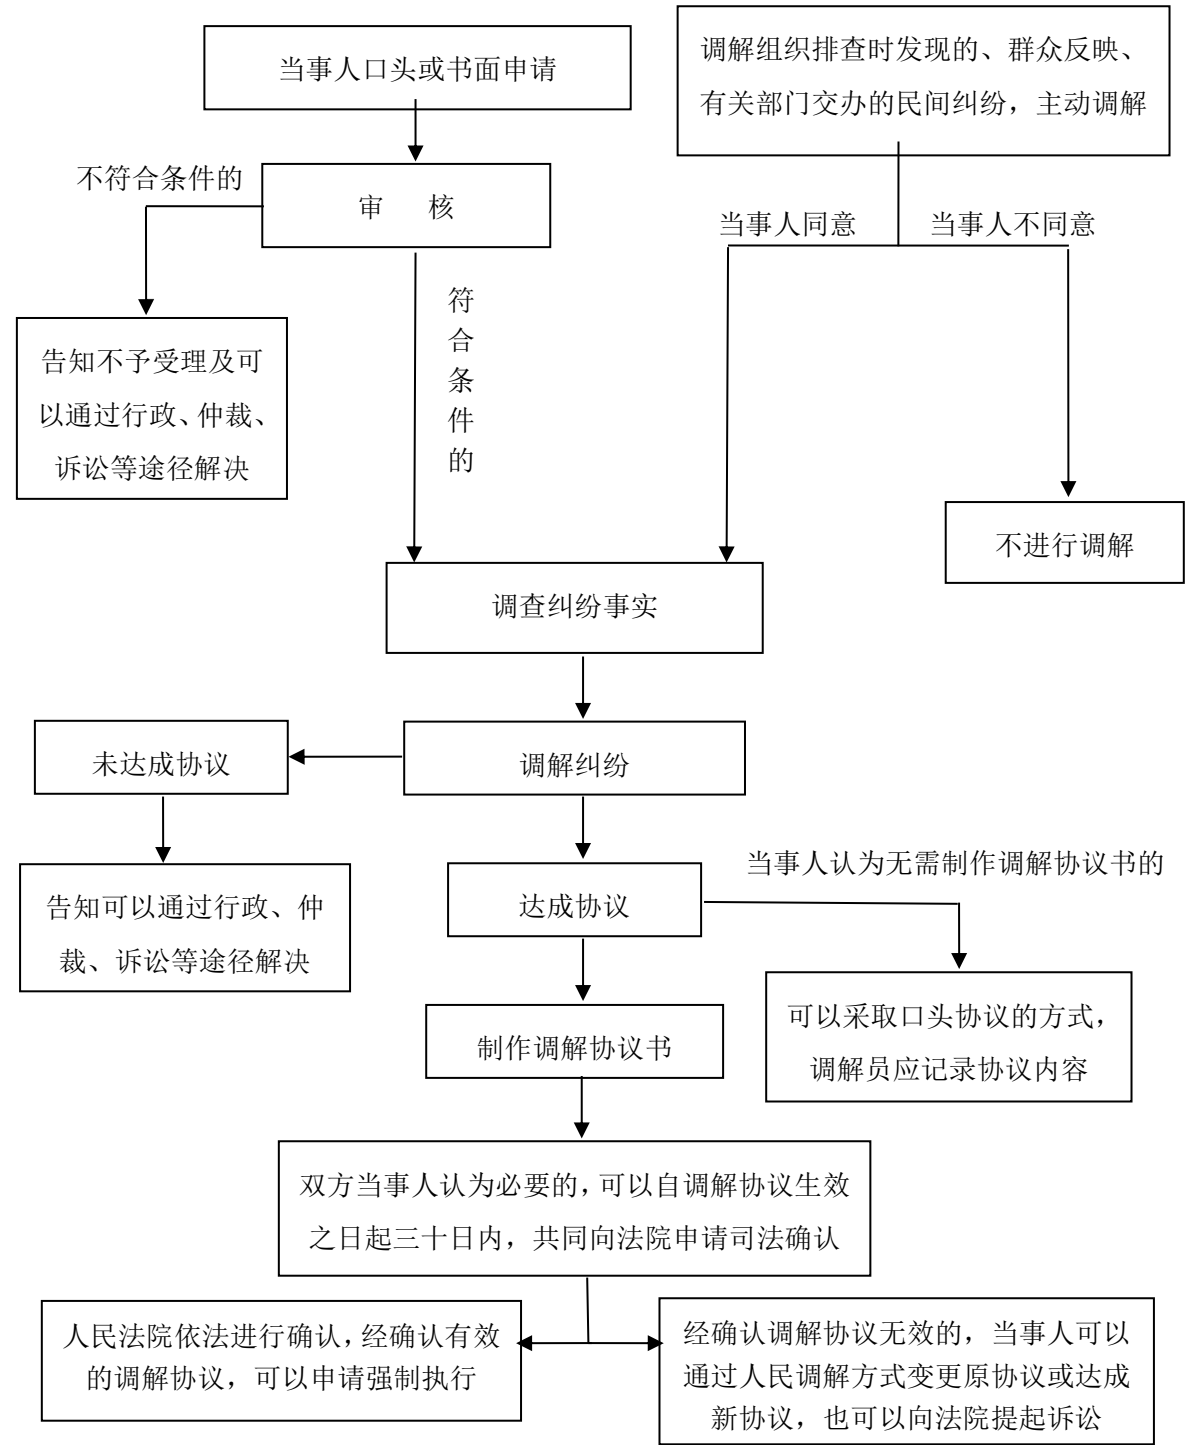 当事人口头或书面申请
调解组织排查时发现的、群众反映、
有关部门交办的民间纠纷，主动调解
不符合条件的
审 核
当事人同意
当事人不同意
符
合
条
件
的
告知不予受理及可
以通过行政、仲裁、
诉讼等途径解决
不进行调解
调查纠纷事实
未达成协议
调解纠纷
当事人认为无需制作调解协议书的
告知可以通过行政、仲
裁、诉讼等途径解决
达成协议
可以采取口头协议的方式，
调解员应记录协议内容
制作调解协议书
双方当事人认为必要的，可以自调解协议生效
之日起三十日内，共同向法院申请司法确认
人民法院依法进行确认，经确认有效
的调解协议，可以申请强制执行
经确认调解协议无效的，当事人可以
通过人民调解方式变更原协议或达成
新协议，也可以向法院提起诉讼